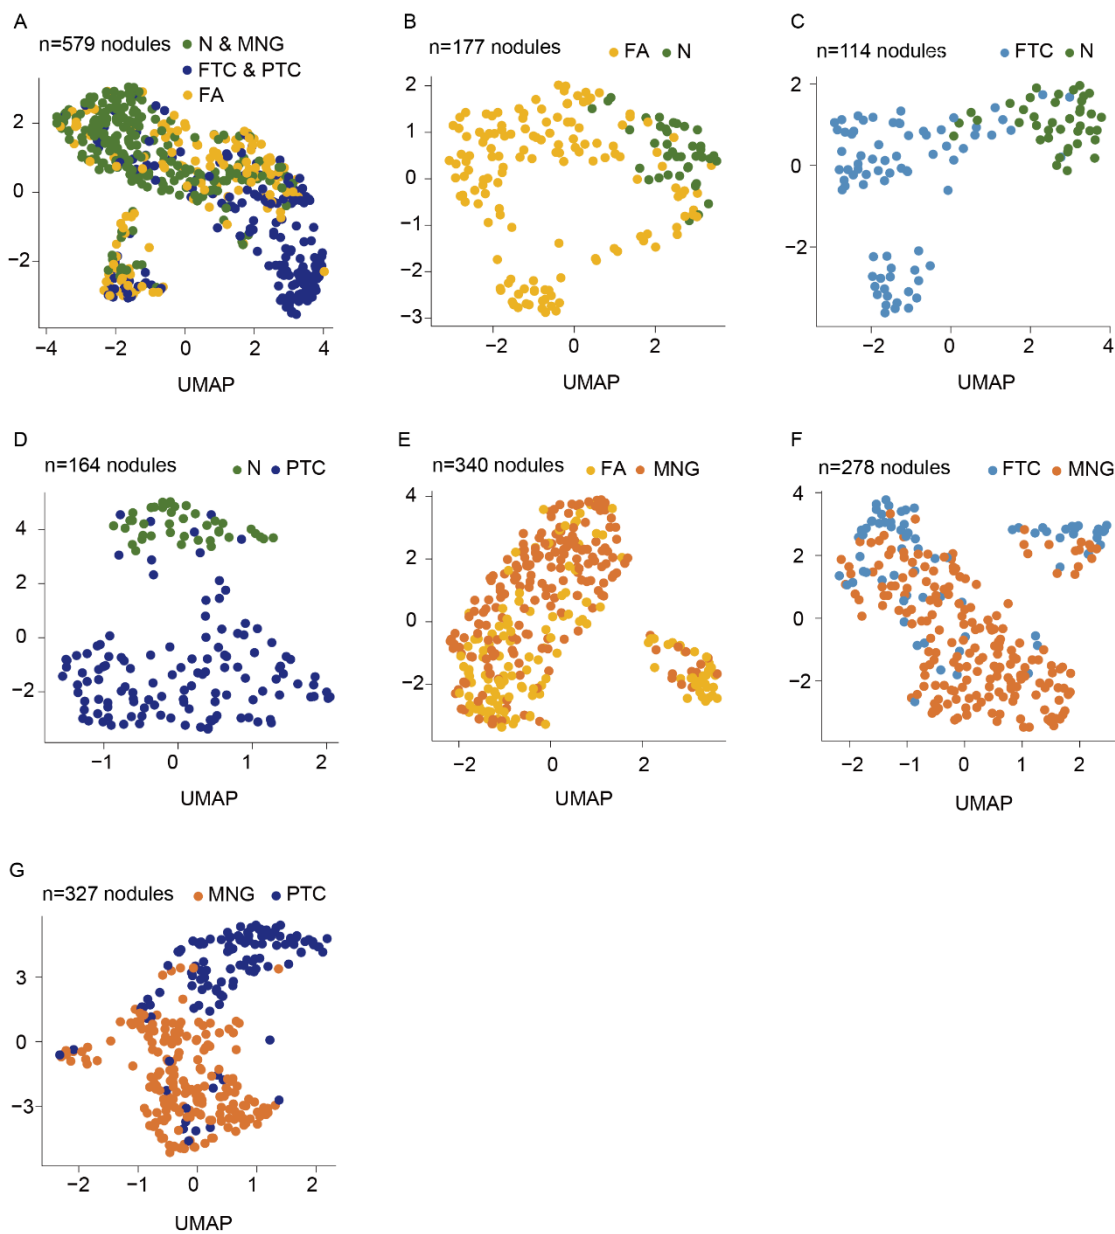 A
n=579 nodules
N & MNG
FTC & PTC
FA
2
0
−2
−4 −2 0 2 4
UMAP
B
n=177 nodules
FA N
2
1
0
−1
−2
−3
−2 0 2
UMAP
C
n=114 nodules
FTC N
2
0
−2
−2 0 2 4
UMAP
D
n=164 nodules
N PTC
4
2
0
−2
−1 0 1 2
UMAP
E
n=340 nodules
FA MNG
4
2
0
−2
−2 0 2
UMAP
F
n=278 nodules
FTC MNG
4
2
0
−2
−2 −1 0 1 2
UMAP
G
n=327 nodules
MNG PTC
3
0
−3
−2 −1 0 1 2
UMAP